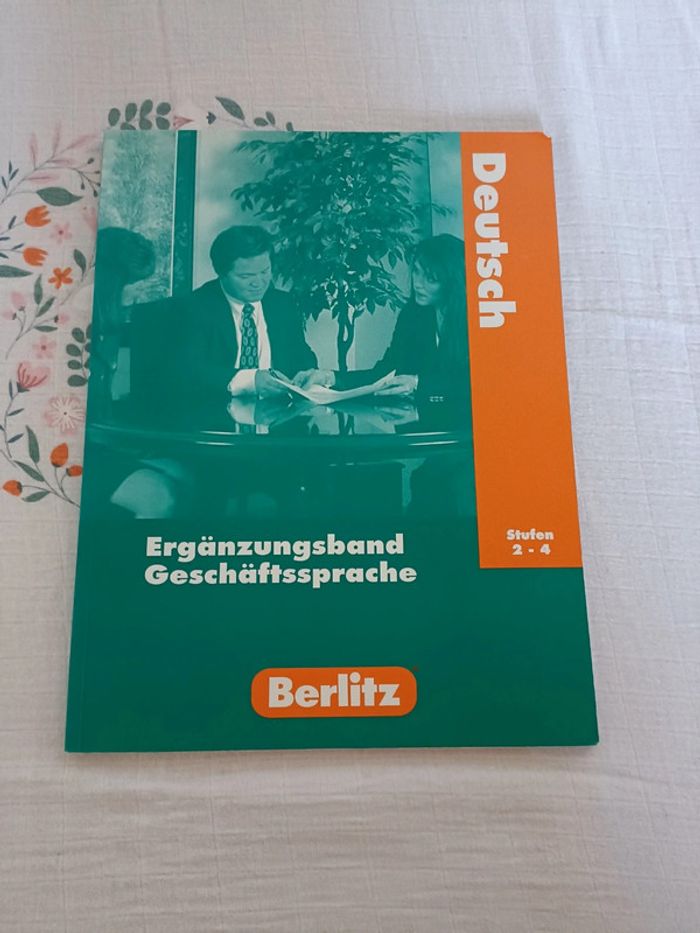 Deutsch
Stufen
2 - 4
Ergänzungsband
Geschäftssprache
Berlitz